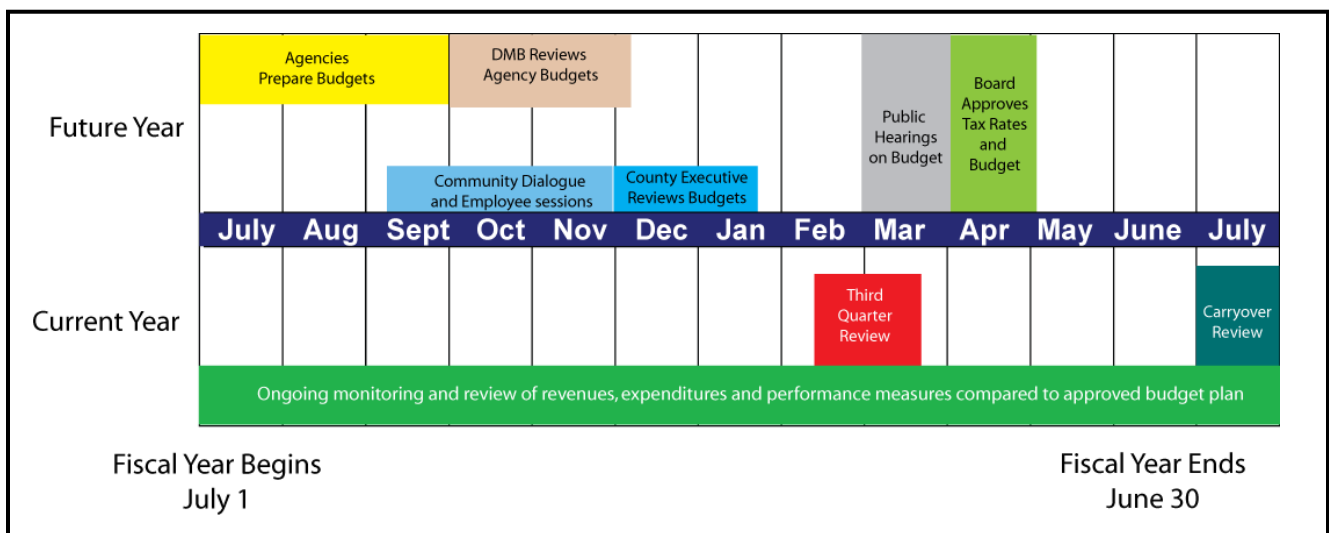 Agencies
Prepare Budgets
DMB Reviews
Agency Budgets
Future Year
Public
Hearings
on Budget
Board
Approves
Tax Rates
and
Budget
Community Dialogue
and Employee sessions
County Executive
Reviews Budgets
July Aug Sept Oct Nov Dec Jan Feb Mar Apr May June July
Current Year
Third
Quarter
Review
Carryover
Review
Ongoing monitoring and review of revenues, expenditures and performance measures compared to approved budget plan
Fiscal Year Begins
July 1
Fiscal Year Ends
June 30